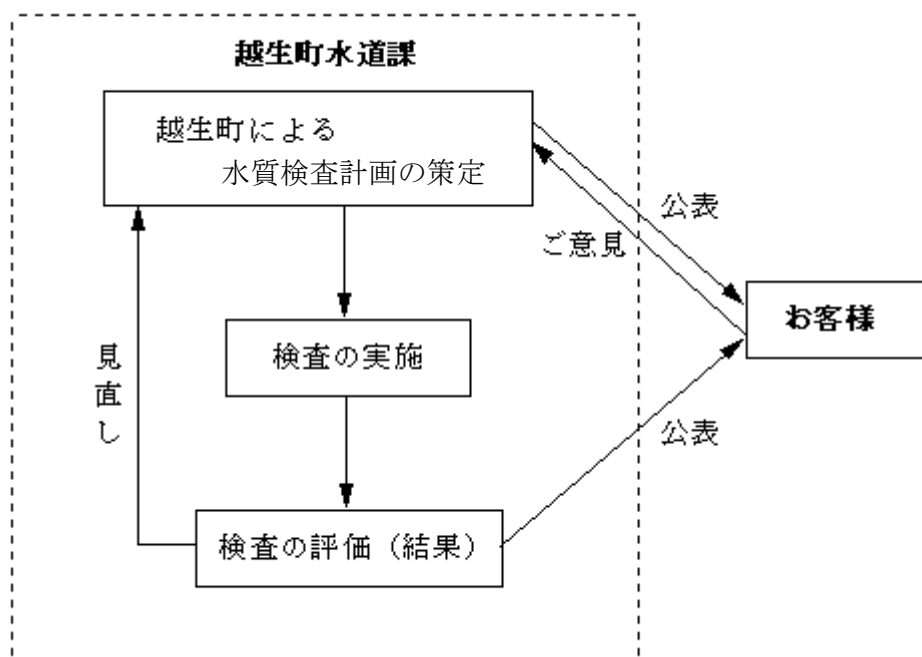 越生町水道課
越生町による
水質検査計画の策定
公表
ご意見
お客様
検査の実施
見直し
公表
検査の評価（結果）